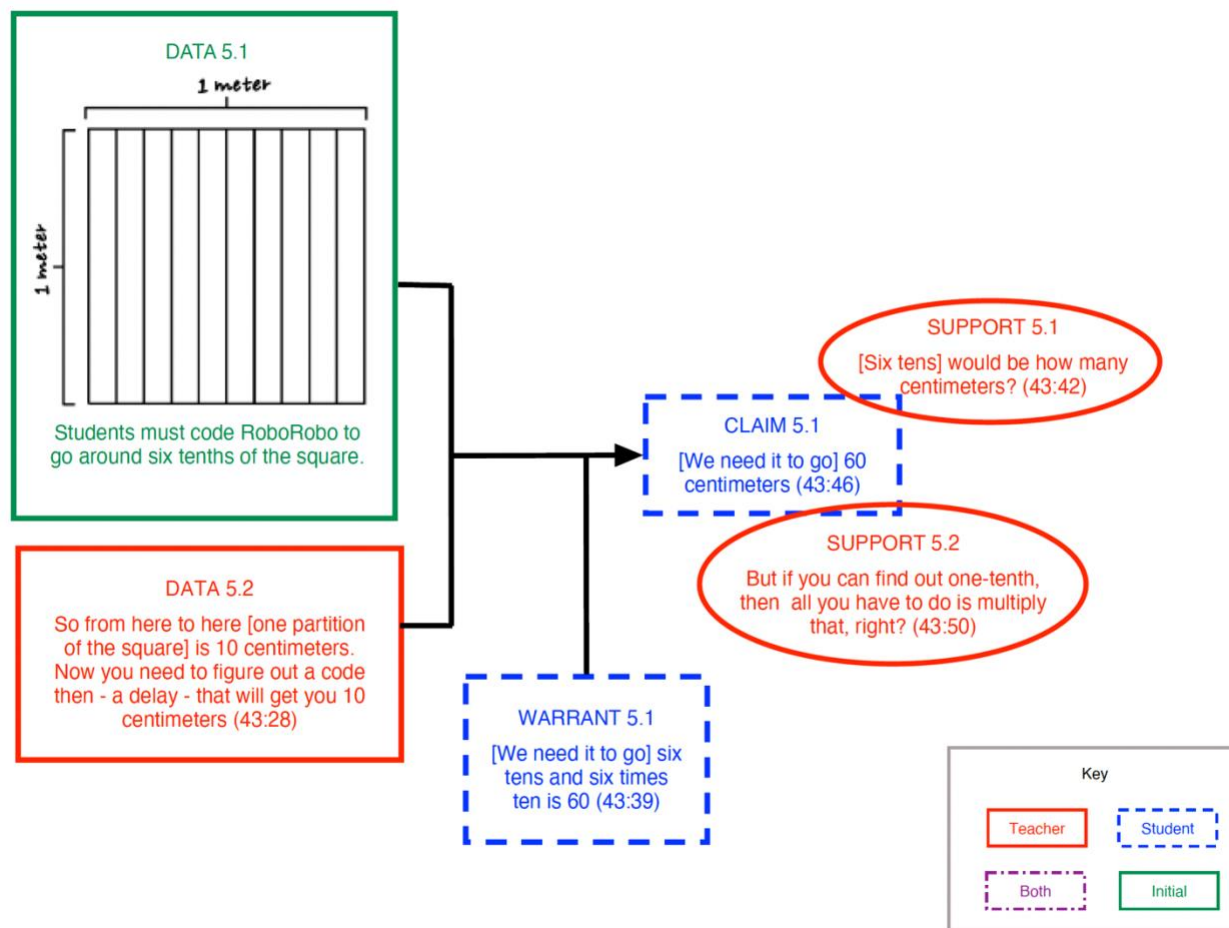 DATA 5.1
1 meter
1 meter
Students must code RoboRobo to
go around six tenths of the square.
DATA 5.2
So from here to here [one partition
of the square] is 10 centimeters.
Now you need to figure out a code
then - a delay - that will get you 10
centimeters (43:28)
WARRANT 5.1
[We need it to go] six
tens and six times
ten is 60 (43:39)
CLAIM 5.1
[We need it to go] 60
centimeters (43:46)
SUPPORT 5.1
[Six tens] would be how many
centimeters? (43:42)
SUPPORT 5.2
But if you can find out one-tenth,
then all you have to do is multiply
that, right? (43:50)
Key
Teacher
Student
Both
Initial